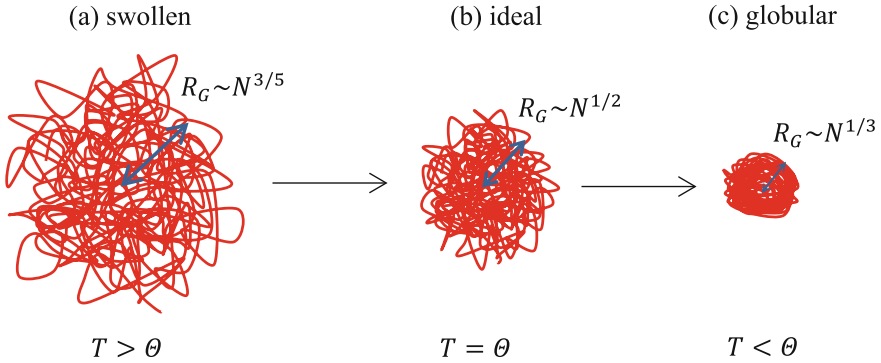 (a) swollen
(b) ideal
(c) globular
R_G~N^{3/5}
R_G~N^{1/2}
R_G~N^{1/3}
T > Θ
T = Θ
T < Θ